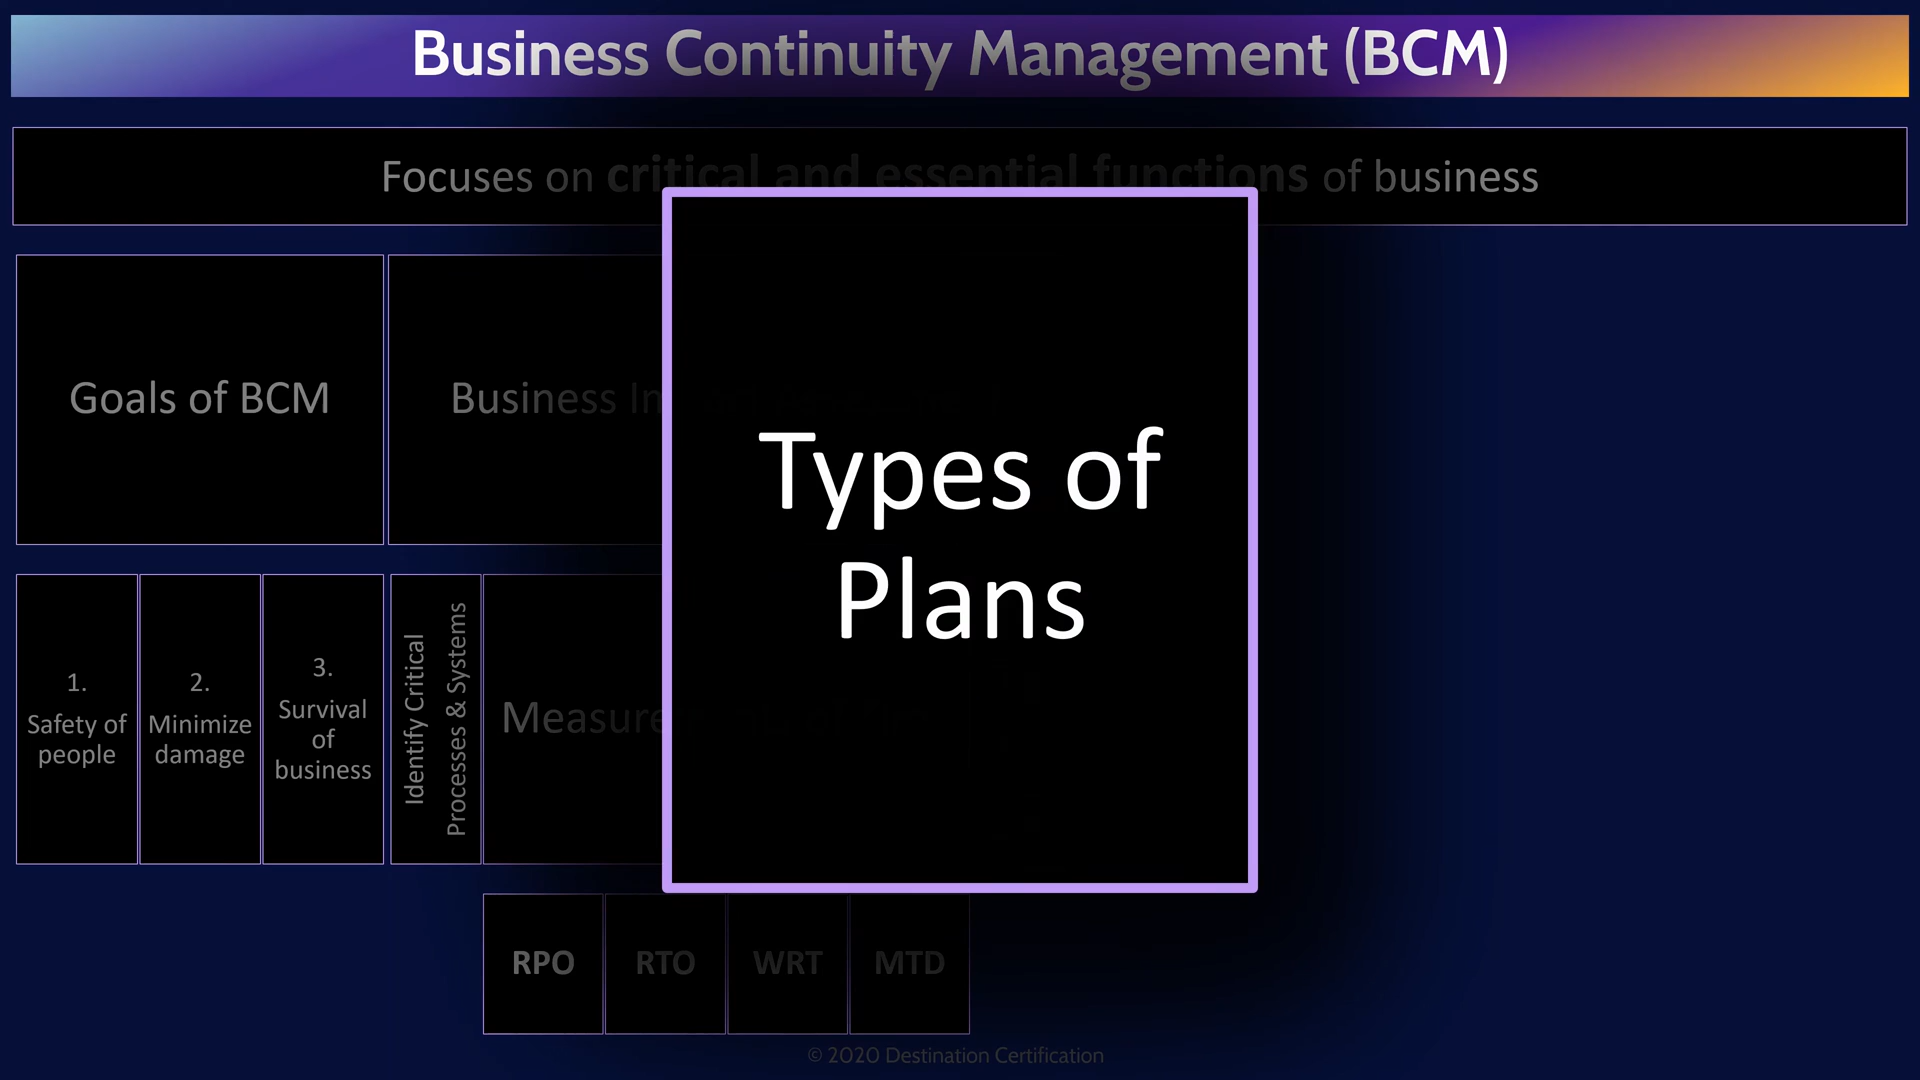 Business Continuity Management (BCM)
Focuses on critical and essential functions of business
Goals of BCM
Business
Types of
Plans
1.
Safety of
people
2.
Minimize
damage
3.
Survival
of
business
Identify Critical
Processes & Systems
RPO
RTO
WRT
MTD
© 2020 Destination Certification